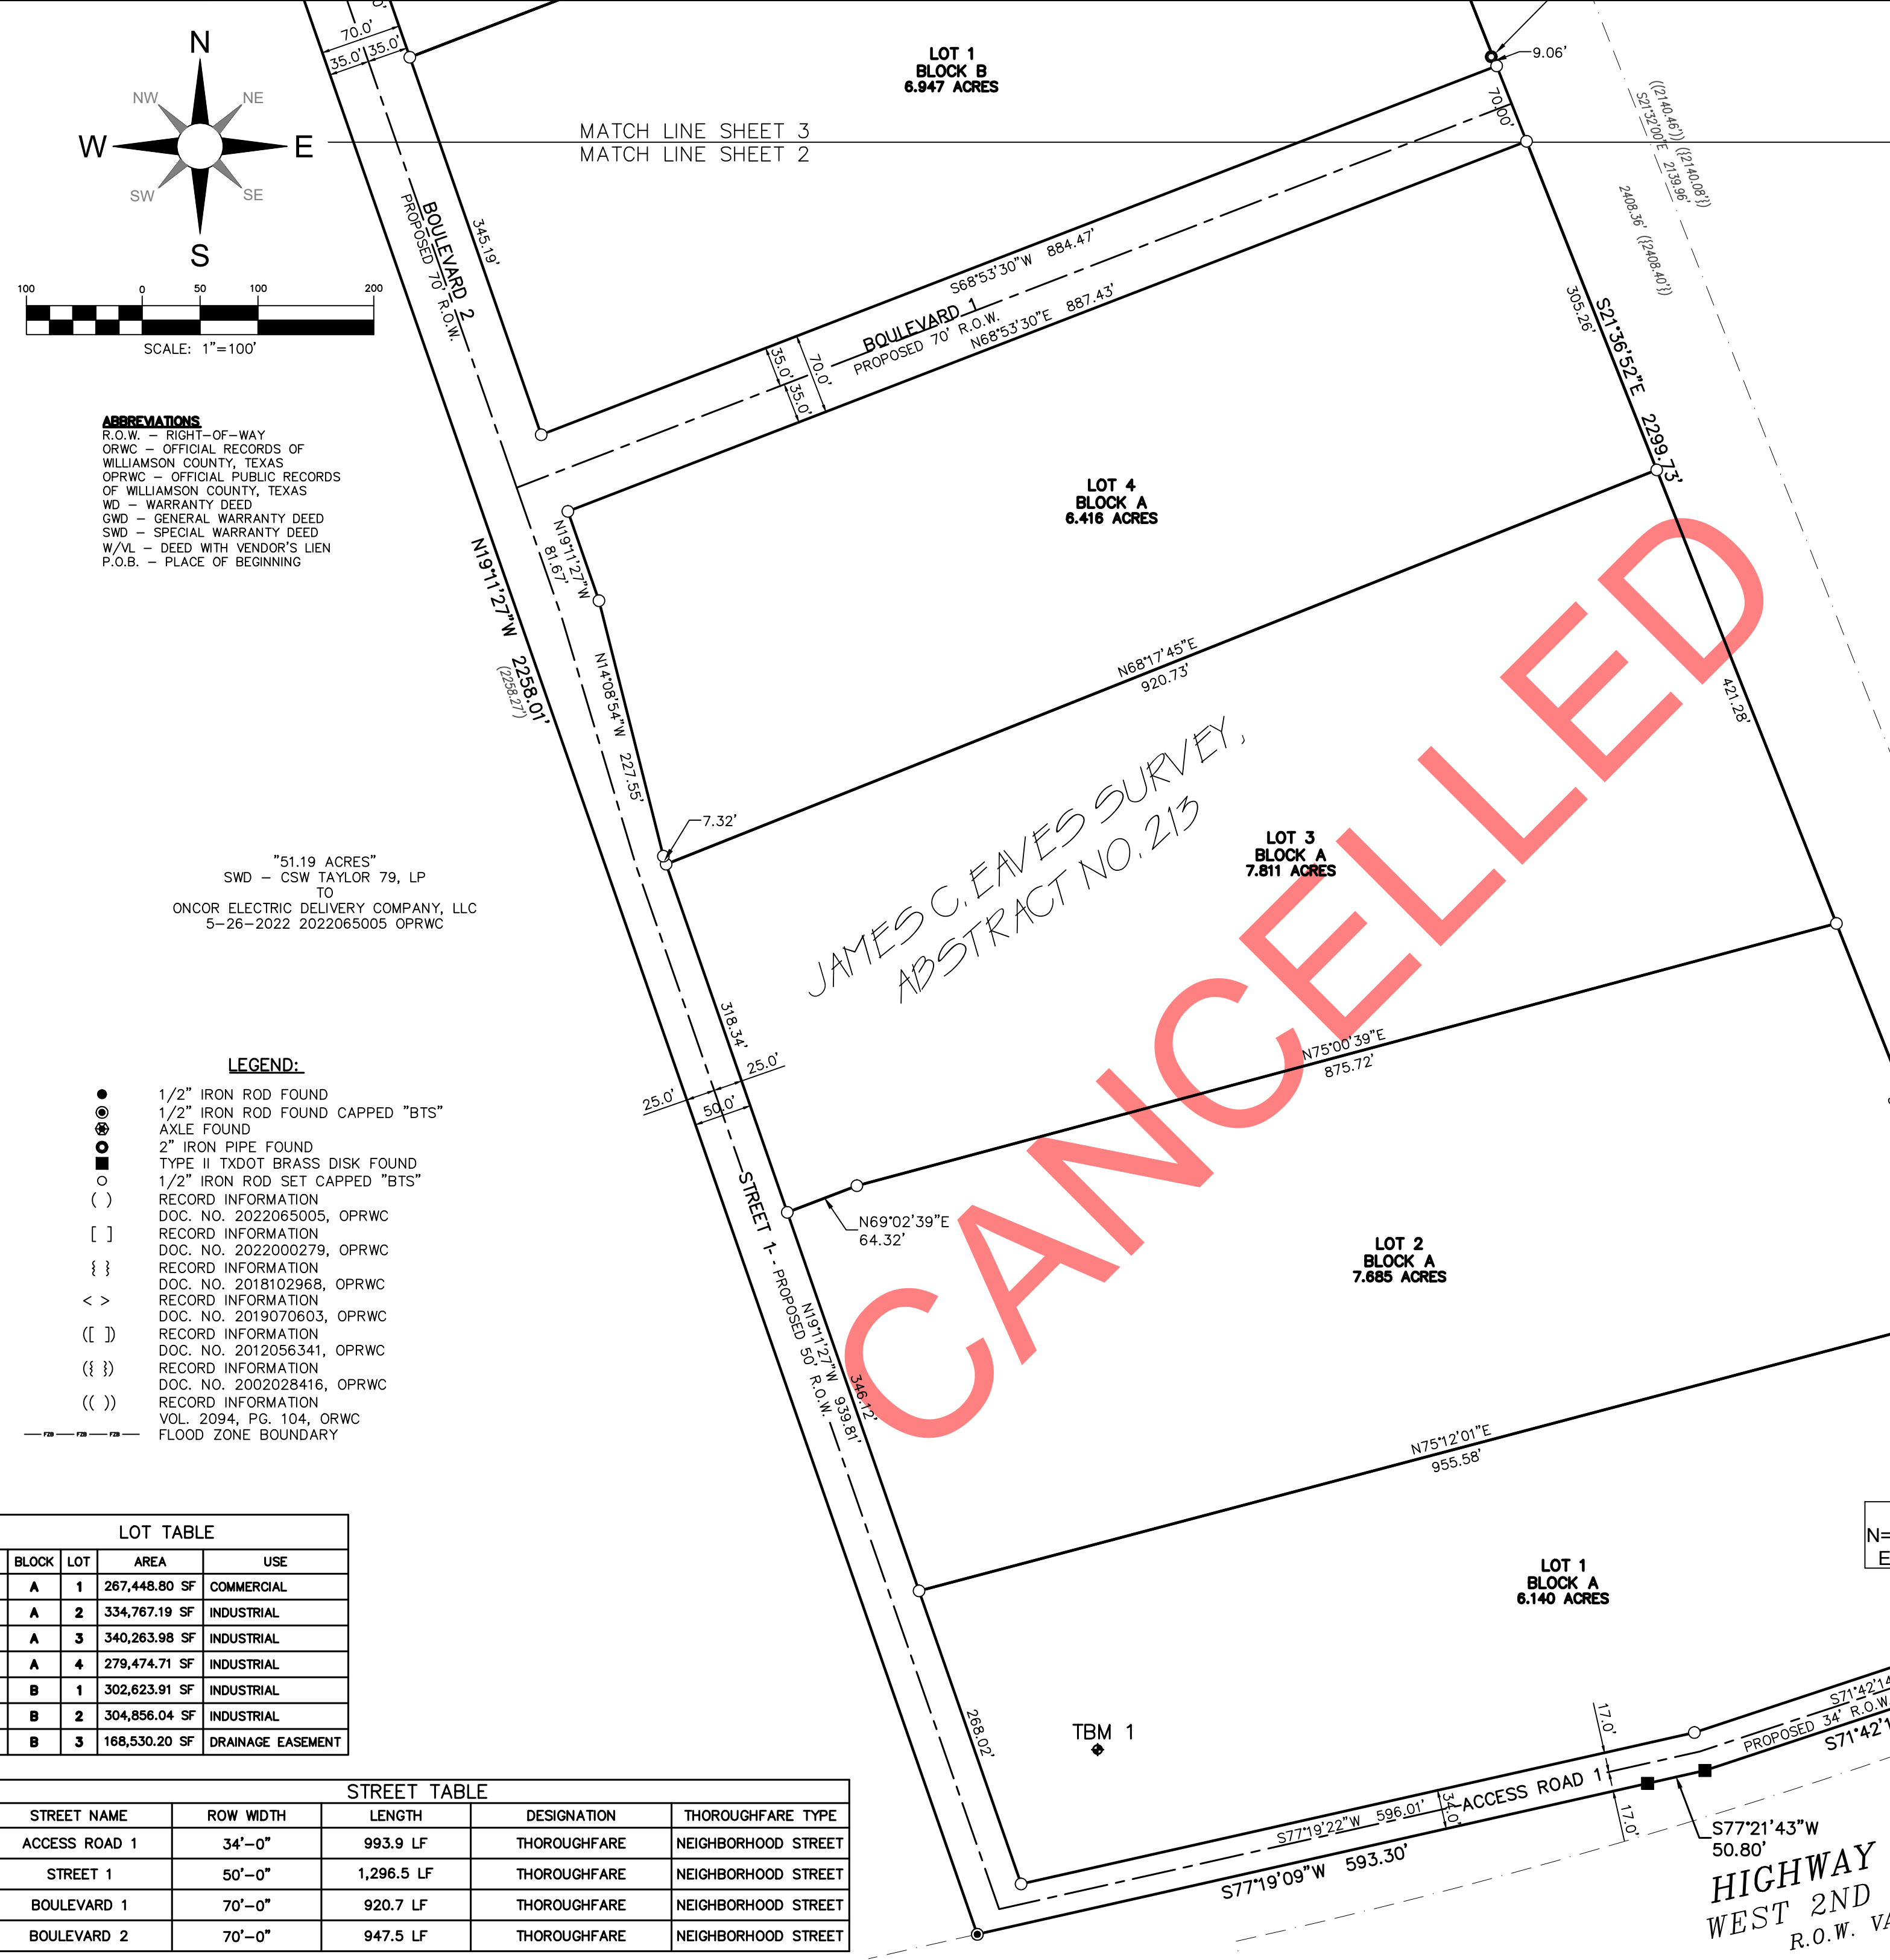 N
NW
NE
W
E
SW
SE
S
100 0 50 100 200
SCALE: 1"=100'
70.0'
35.0' 35.0'
LOT 1
BLOCK B
6.947 ACRES
9.06'
70.00'
MATCH LINE SHEET 3
MATCH LINE SHEET 2
((2140.46')) ({2140.08'})
S21°32'00"E 2139.96'
2408.36' ({2408.40'})
BOULEVARD 2
PROPOSED 70' R.O.W.
345.19'
S68°53'30"W 884.47'
BOULEVARD 1
PROPOSED 70' R.O.W.
N68°53'30"E 887.43'
35.0' 35.0'
70.0'
305.26'
S21°36'52"E 2299.73'
ABBREVIATIONS
R.O.W. – RIGHT–OF–WAY
ORWC – OFFICIAL RECORDS OF
WILLIAMSON COUNTY, TEXAS
OPRWC – OFFICIAL PUBLIC RECORDS
OF WILLIAMSON COUNTY, TEXAS
WD – WARRANTY DEED
GWD – GENERAL WARRANTY DEED
SWD – SPECIAL WARRANTY DEED
W/VL – DEED WITH VENDOR'S LIEN
P.O.B. – PLACE OF BEGINNING
LOT 4
BLOCK A
6.416 ACRES
N19°11'27"W
81.67'
N19°11'27"W 2258.01'
(2258.27')
N14°08'54"W 227.55'
N68°17'45"E
920.73'
421.28'
7.32'
JAMES C. EAVES SURVEY,
ABSTRACT NO. 213
LOT 3
BLOCK A
7.811 ACRES
CANCELLED
"51.19 ACRES"
SWD – CSW TAYLOR 79, LP
TO
ONCOR ELECTRIC DELIVERY COMPANY, LLC
5–26–2022 2022065005 OPRWC
318.34'
25.0'
25.0'
50.0'
N75°00'39"E
875.72'
LEGEND:
1/2" IRON ROD FOUND
1/2" IRON ROD FOUND CAPPED "BTS"
AXLE FOUND
2" IRON PIPE FOUND
TYPE II TXDOT BRASS DISK FOUND
1/2" IRON ROD SET CAPPED "BTS"
( ) RECORD INFORMATION
DOC. NO. 2022065005, OPRWC
[ ] RECORD INFORMATION
DOC. NO. 2022000279, OPRWC
{ } RECORD INFORMATION
DOC. NO. 2018102968, OPRWC
< > RECORD INFORMATION
DOC. NO. 2019070603, OPRWC
([ ]) RECORD INFORMATION
DOC. NO. 2012056341, OPRWC
({ }) RECORD INFORMATION
DOC. NO. 2002028416, OPRWC
(( )) RECORD INFORMATION
VOL. 2094, PG. 104, ORWC
FZB FZB FZB FLOOD ZONE BOUNDARY
N69°02'39"E
64.32'
STREET 1 - PROPOSED 50' R.O.W.
N19°11'27"W 939.81'
346.12'
LOT 2
BLOCK A
7.685 ACRES
N75°12'01"E
955.58'
N=
E
LOT 1
BLOCK A
6.140 ACRES
268.02'
TBM 1
LOT TABLE
BLOCK LOT AREA USE
A 1 267,448.80 SF COMMERCIAL
A 2 334,767.19 SF INDUSTRIAL
A 3 340,263.98 SF INDUSTRIAL
A 4 279,474.71 SF INDUSTRIAL
B 1 302,623.91 SF INDUSTRIAL
B 2 304,856.04 SF INDUSTRIAL
B 3 168,530.20 SF DRAINAGE EASEMENT
STREET TABLE
STREET NAME ROW WIDTH LENGTH DESIGNATION THOROUGHFARE TYPE
ACCESS ROAD 1 34'–0" 993.9 LF THOROUGHFARE NEIGHBORHOOD STREET
STREET 1 50'–0" 1,296.5 LF THOROUGHFARE NEIGHBORHOOD STREET
BOULEVARD 1 70'–0" 920.7 LF THOROUGHFARE NEIGHBORHOOD STREET
BOULEVARD 2 70'–0" 947.5 LF THOROUGHFARE NEIGHBORHOOD STREET
17.0'
S71°42'14
PROPOSED 34' R.O.W.
S71°42'1
ACCESS ROAD 1
S77°19'22"W 596.01'
34.0'
17.0'
S77°19'09"W 593.30'
S77°21'43"W
50.80'
HIGHWAY
WEST 2ND
R.O.W. VA